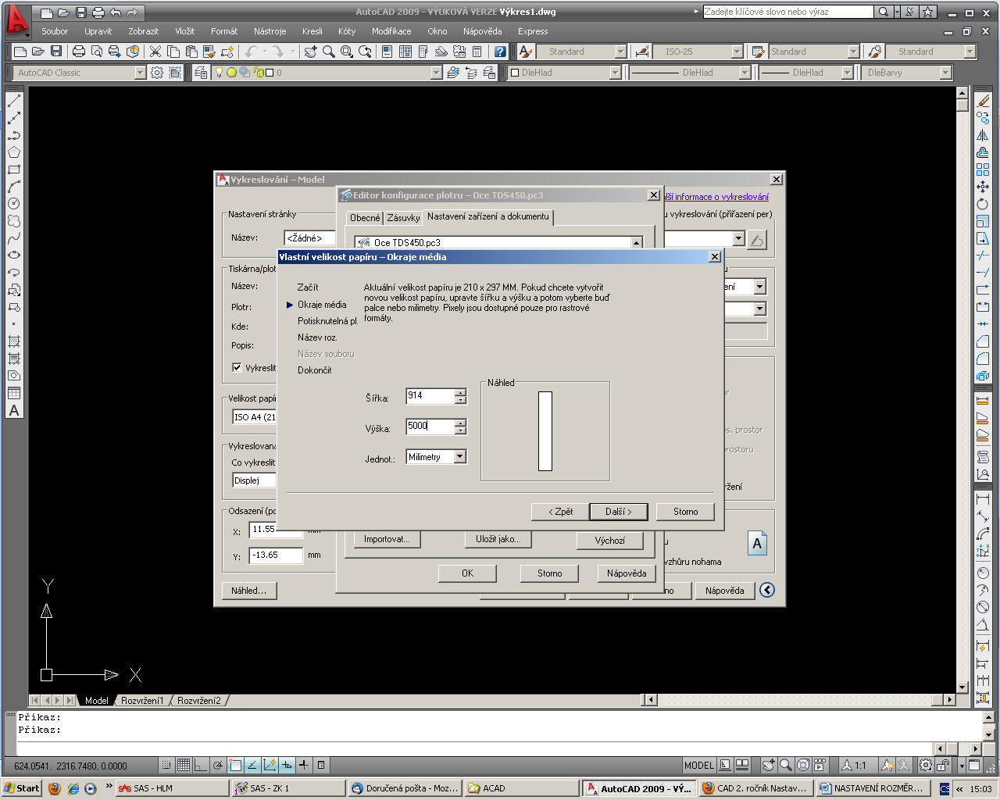 AutoCAD 2009 - VÝUKOVÁ VERZE Výkres1.dwg
Zadejte klíčové slovo nebo výraz
Soubor Upravit Zobrazit Vložit Formát Nástroje Kresli Kóty Modifikace Okno Nápověda Express
Standard ISO-25 Standard Standard
AutoCAD Classic 0 DleHlad DleHlad DleHlad DleBarvy
Vykreslování – Model
Editor konfigurace plotru – Oce TDS450.pc3
lší informace o vykreslování
Nastavení stránky
Obecné Zásuvky Nastavení zařízení a dokumentu
u vykreslování (přiřazení per)
Název: <Žádné>
Oce TDS450.pc3
Vlastní velikost papíru – Okraje média
Tiskárna/plot
Název:
Plotr:
Kde:
Popis:
Vykreslit
ení
Začít
Okraje média
Potisknutelná pl.
Název roz.
Název souboru
Dokončit
Aktuální velikost papíru je 210 x 297 MM. Pokud chcete vytvořit
novou velikost papíru, upravte šířku a výšku a potom vyberte buď
palce nebo milimetry. Pixely jsou dostupné pouze pro rastrové
formáty.
Náhled
Šířka: 914
Výška: 5000
Jednot.: Milimetry
Velikost papír
ISO A4 (21
Vykreslovaná
Co vykreslit
Displej
es. prostor
prostoru
ržení
< Zpět Další > Storno
Odsazení (po
X: 11.55 mm
Y: -13.65 mm
Importovat... Uložit jako... Výchozí
u
A
vzhůru nohama
OK Storno Nápověda
Náhled... no Nápověda
Y
X
Model Rozvržení1 Rozvržení2
Příkaz:
Příkaz:
624.0541, 2316.7480, 0.0000
MODEL 1:1
Start » SAS - HLM SAS - ZK 1 Doručená pošta - Moz... ACAD AutoCAD 2009 - VÝ... CAD 2. ročník Nastav... NASTAVENÍ ROZMĚR... CS « 15:03